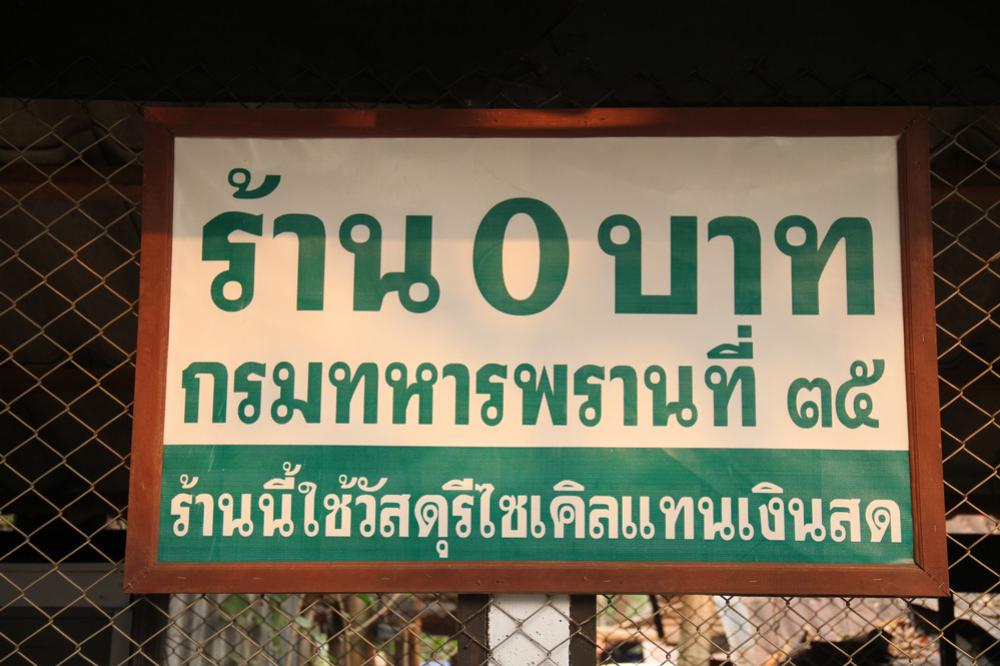 ร้าน 0 บาท
กรมทหารพรานที่ ๓๕
ร้านนี้ใช้วัสดุรีไซเคิลแทนเงินสด